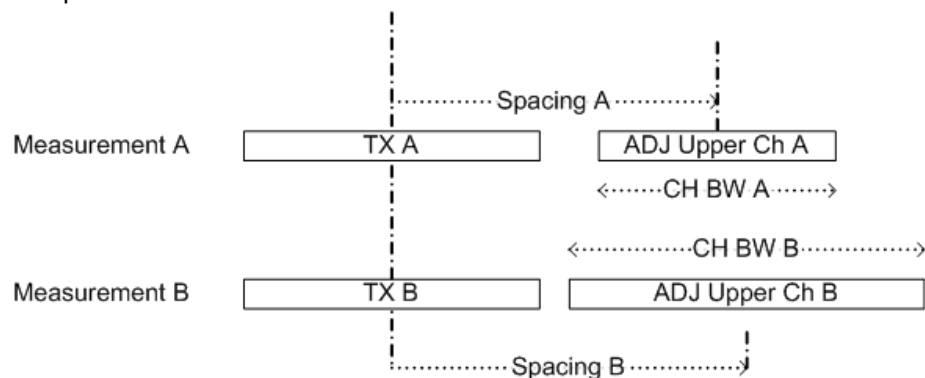 Spacing A
Measurement A
TX A
ADJ Upper Ch A
CH BW A
CH BW B
Measurement B
TX B
ADJ Upper Ch B
Spacing B